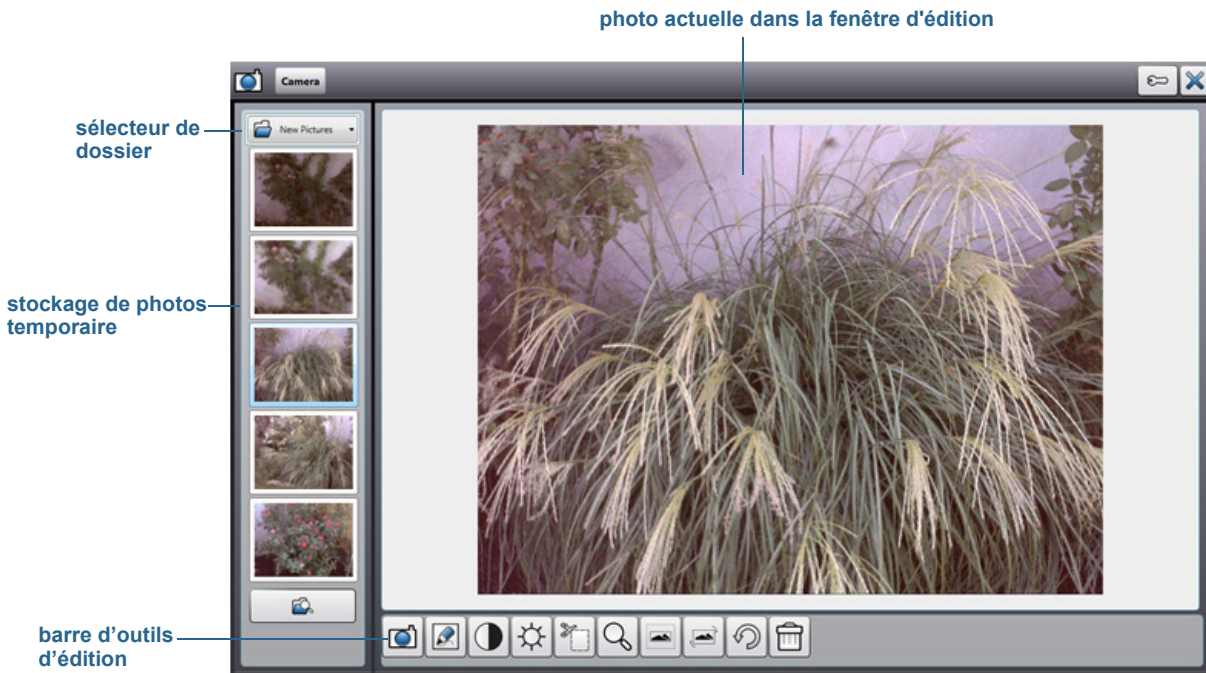 photo actuelle dans la fenêtre d'édition
Camera
sélecteur de
dossier
New Pictures
stockage de photos
temporaire
barre d’outils
d’édition